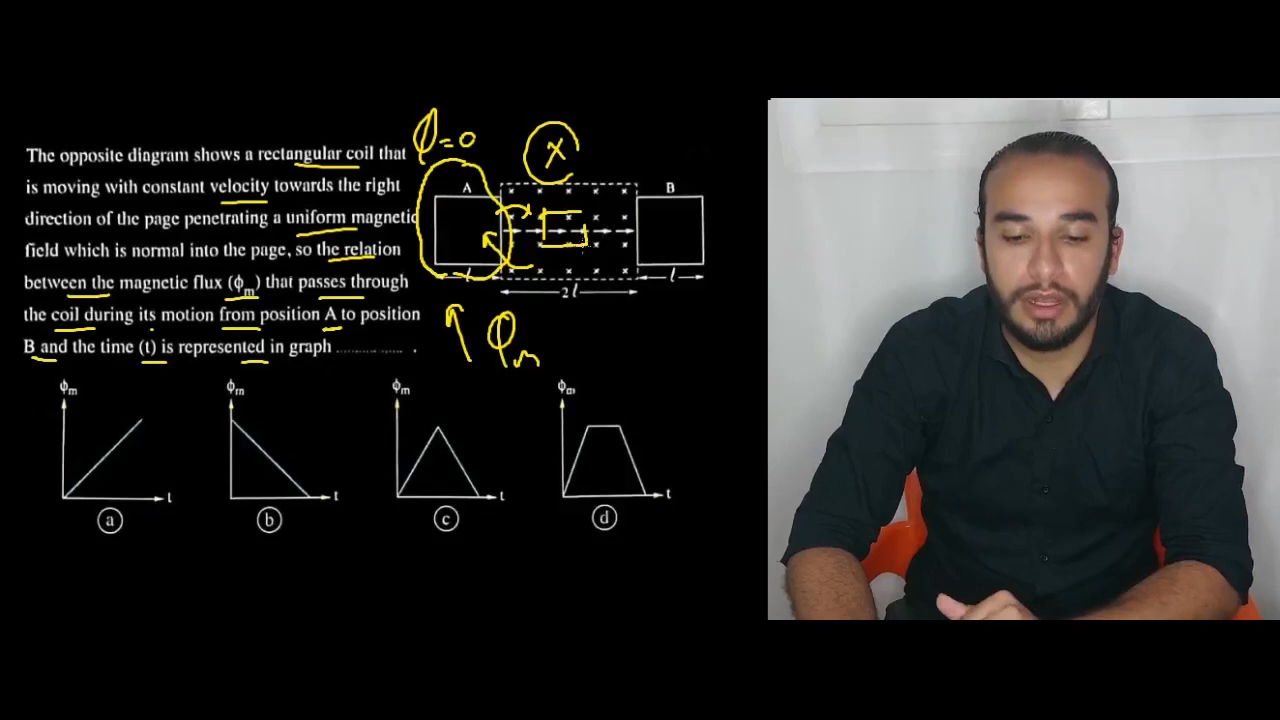 The opposite diagram shows a rectangular coil that
is moving with constant velocity towards the right
direction of the page penetrating a uniform magnetic
field which is normal into the page, so the relation
between the magnetic flux (ϕm) that passes through
the coil during its motion from position A to position
B and the time (t) is represented in graph ................ .
ϕ=0
X
A
B
l
2l
l
ϕm
ϕm
t
a
ϕm
t
b
ϕm
t
c
ϕm
t
d